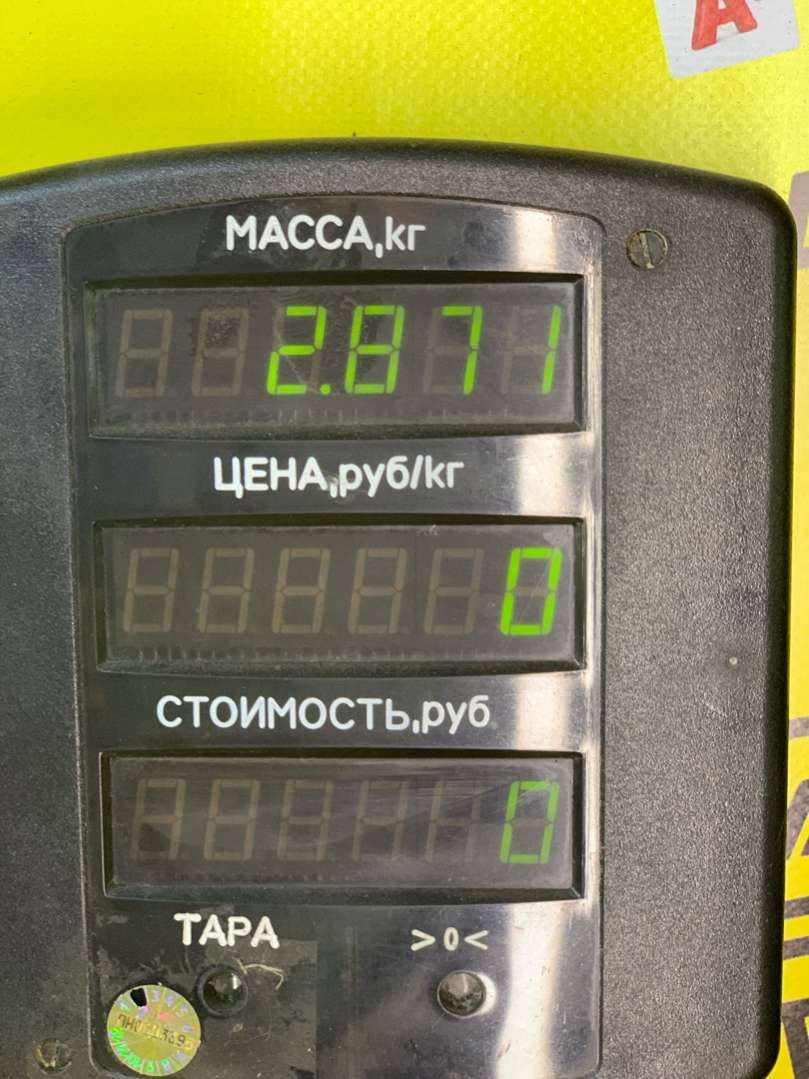 А
МАССА,кг
2.871
ЦЕНА,руб/кг
0
СТОИМОСТЬ,руб
0
ТАРА >0<